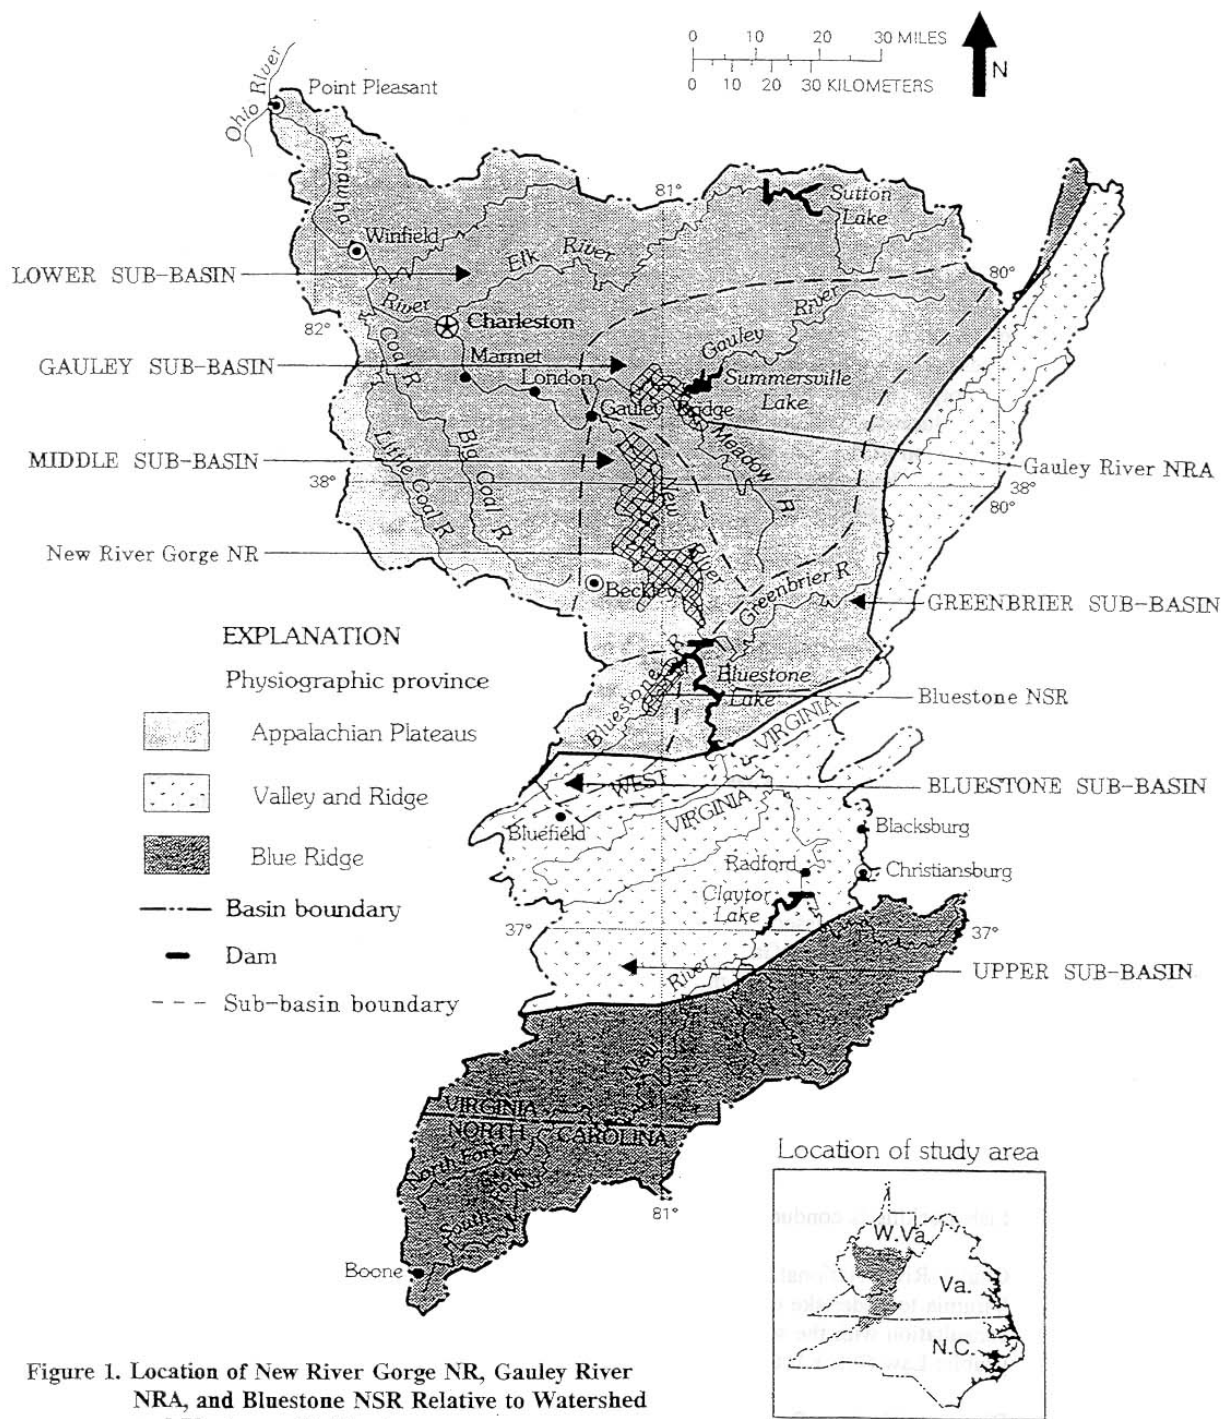 0 10 20 30 MILES
0 10 20 30 KILOMETERS
N
Ohio River
Point Pleasant
Kanawha
River
81°
Sutton
Lake
Winfield
Elk River
80°
LOWER SUB-BASIN
82°
Charleston
Gauley River
Coal R
Marmet
GAULEY SUB-BASIN
London
Summersville
Lake
Gauley Bridge
Little Coal R
Big Coal R
MIDDLE SUB-BASIN
Meadow R
Gauley River NRA
38°
38°
80°
New River
New River Gorge NR
Beckley
Greenbrier R
GREENBRIER SUB-BASIN
EXPLANATION
Physiographic province
Appalachian Plateaus
Valley and Ridge
Blue Ridge
Basin boundary
Dam
Sub-basin boundary
Bluestone R
Bluestone
Lake
Bluestone NSR
VIRGINIA
WEST
VIRGINIA
BLUESTONE SUB-BASIN
Bluefield
Blacksburg
Radford
Christiansburg
Claytor
Lake
37°
37°
River
UPPER SUB-BASIN
New
VIRGINIA
NORTH CAROLINA
North Fork
South Fork
81°
Boone
Location of study area
W.Va.
Va.
N.C.
Figure 1. Location of New River Gorge NR, Gauley River
NRA, and Bluestone NSR Relative to Watershed